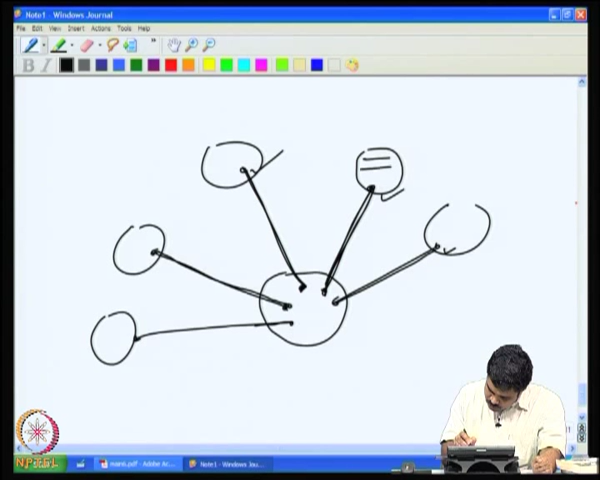 Note1 - Windows Journal
File Edit View Insert Actions Tools Help
B I
NPTEL
Note1 - Windows Jou...